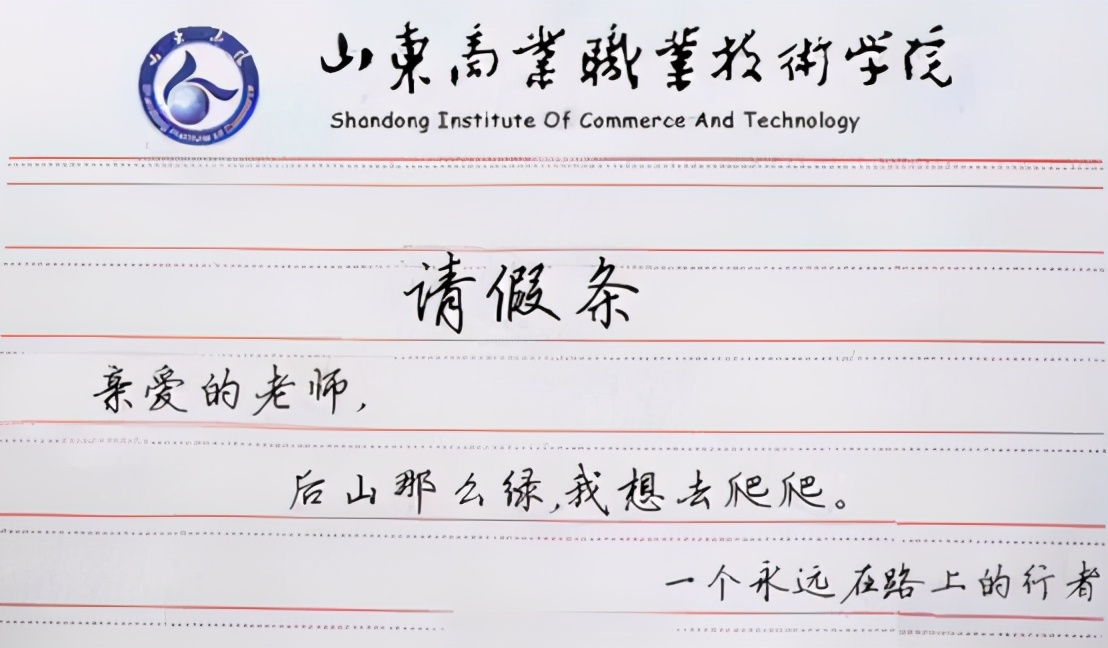 山東商業職業技術学院
Shandong Institute Of Commerce And Technology
请假条
亲爱的老师,
后山那么绿,我想去爬爬。
一个永远在路上的行者